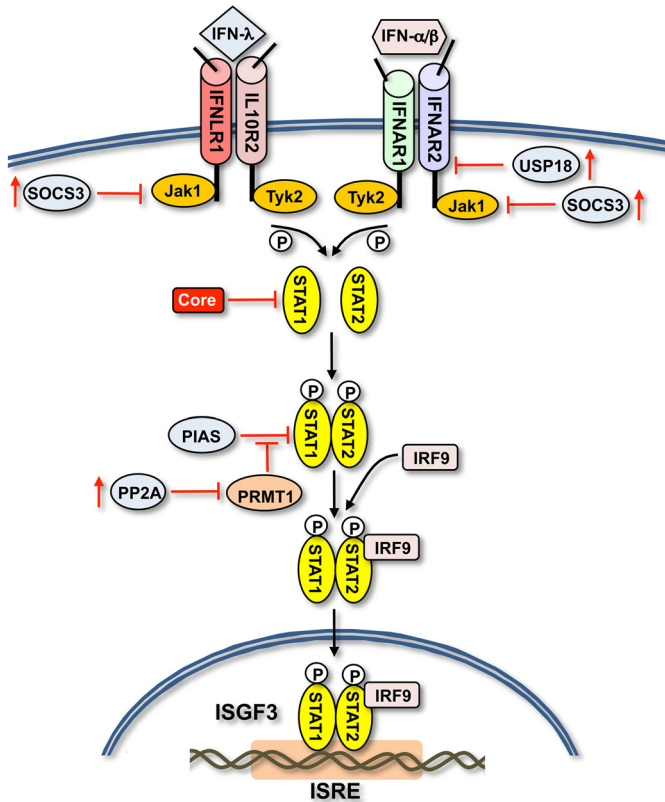 IFN-λ
IFN-α/β
IFNLR1
IL10R2
IFNAR1
IFNAR2
USP18
SOCS3
Jak1
Tyk2
Tyk2
Jak1
SOCS3
P
P
Core
STAT1
STAT2
P
P
PIAS
STAT1
STAT2
IRF9
PP2A
PRMT1
P
P
STAT1
STAT2
IRF9
P
P
IRF9
ISGF3
STAT1
STAT2
ISRE